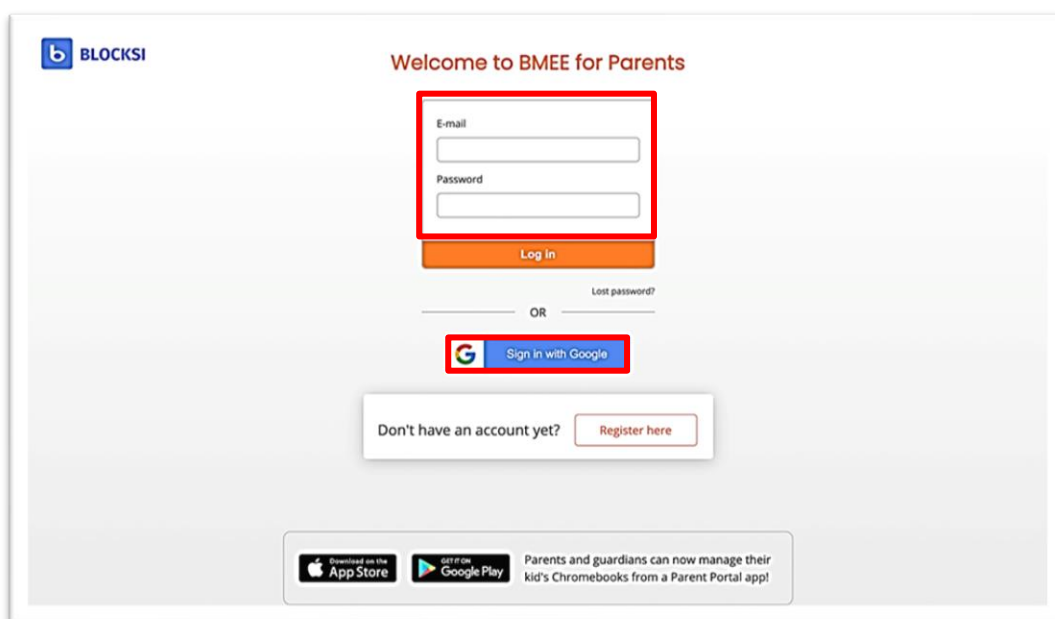 b BLOCKSI
Welcome to BMEE for Parents
E-mail
Password
Log in
Lost password?
OR
G Sign in with Google
Don't have an account yet? Register here
Download on the
App Store
GET IT ON
Google Play
Parents and guardians can now manage their
kid's Chromebooks from a Parent Portal app!